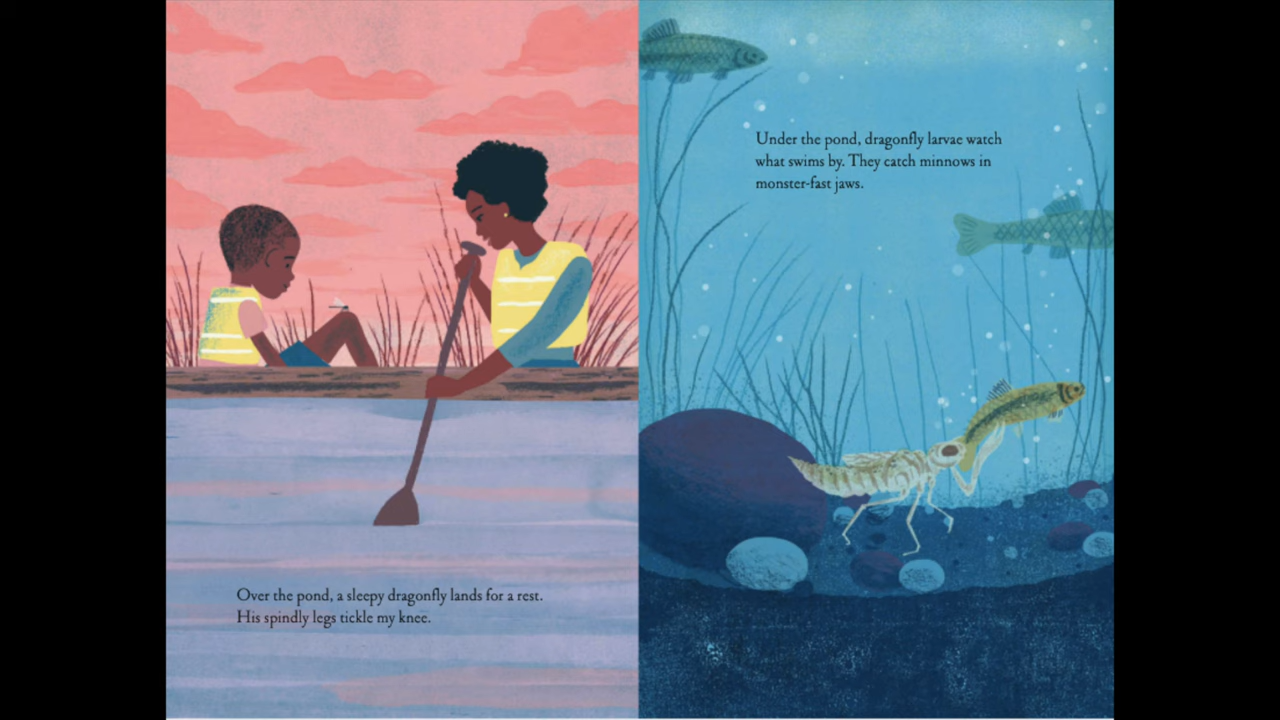 Over the pond, a sleepy dragonfly lands for a rest.
His spindly legs tickle my knee.
Under the pond, dragonfly larvae watch
what swims by. They catch minnows in
monster-fast jaws.